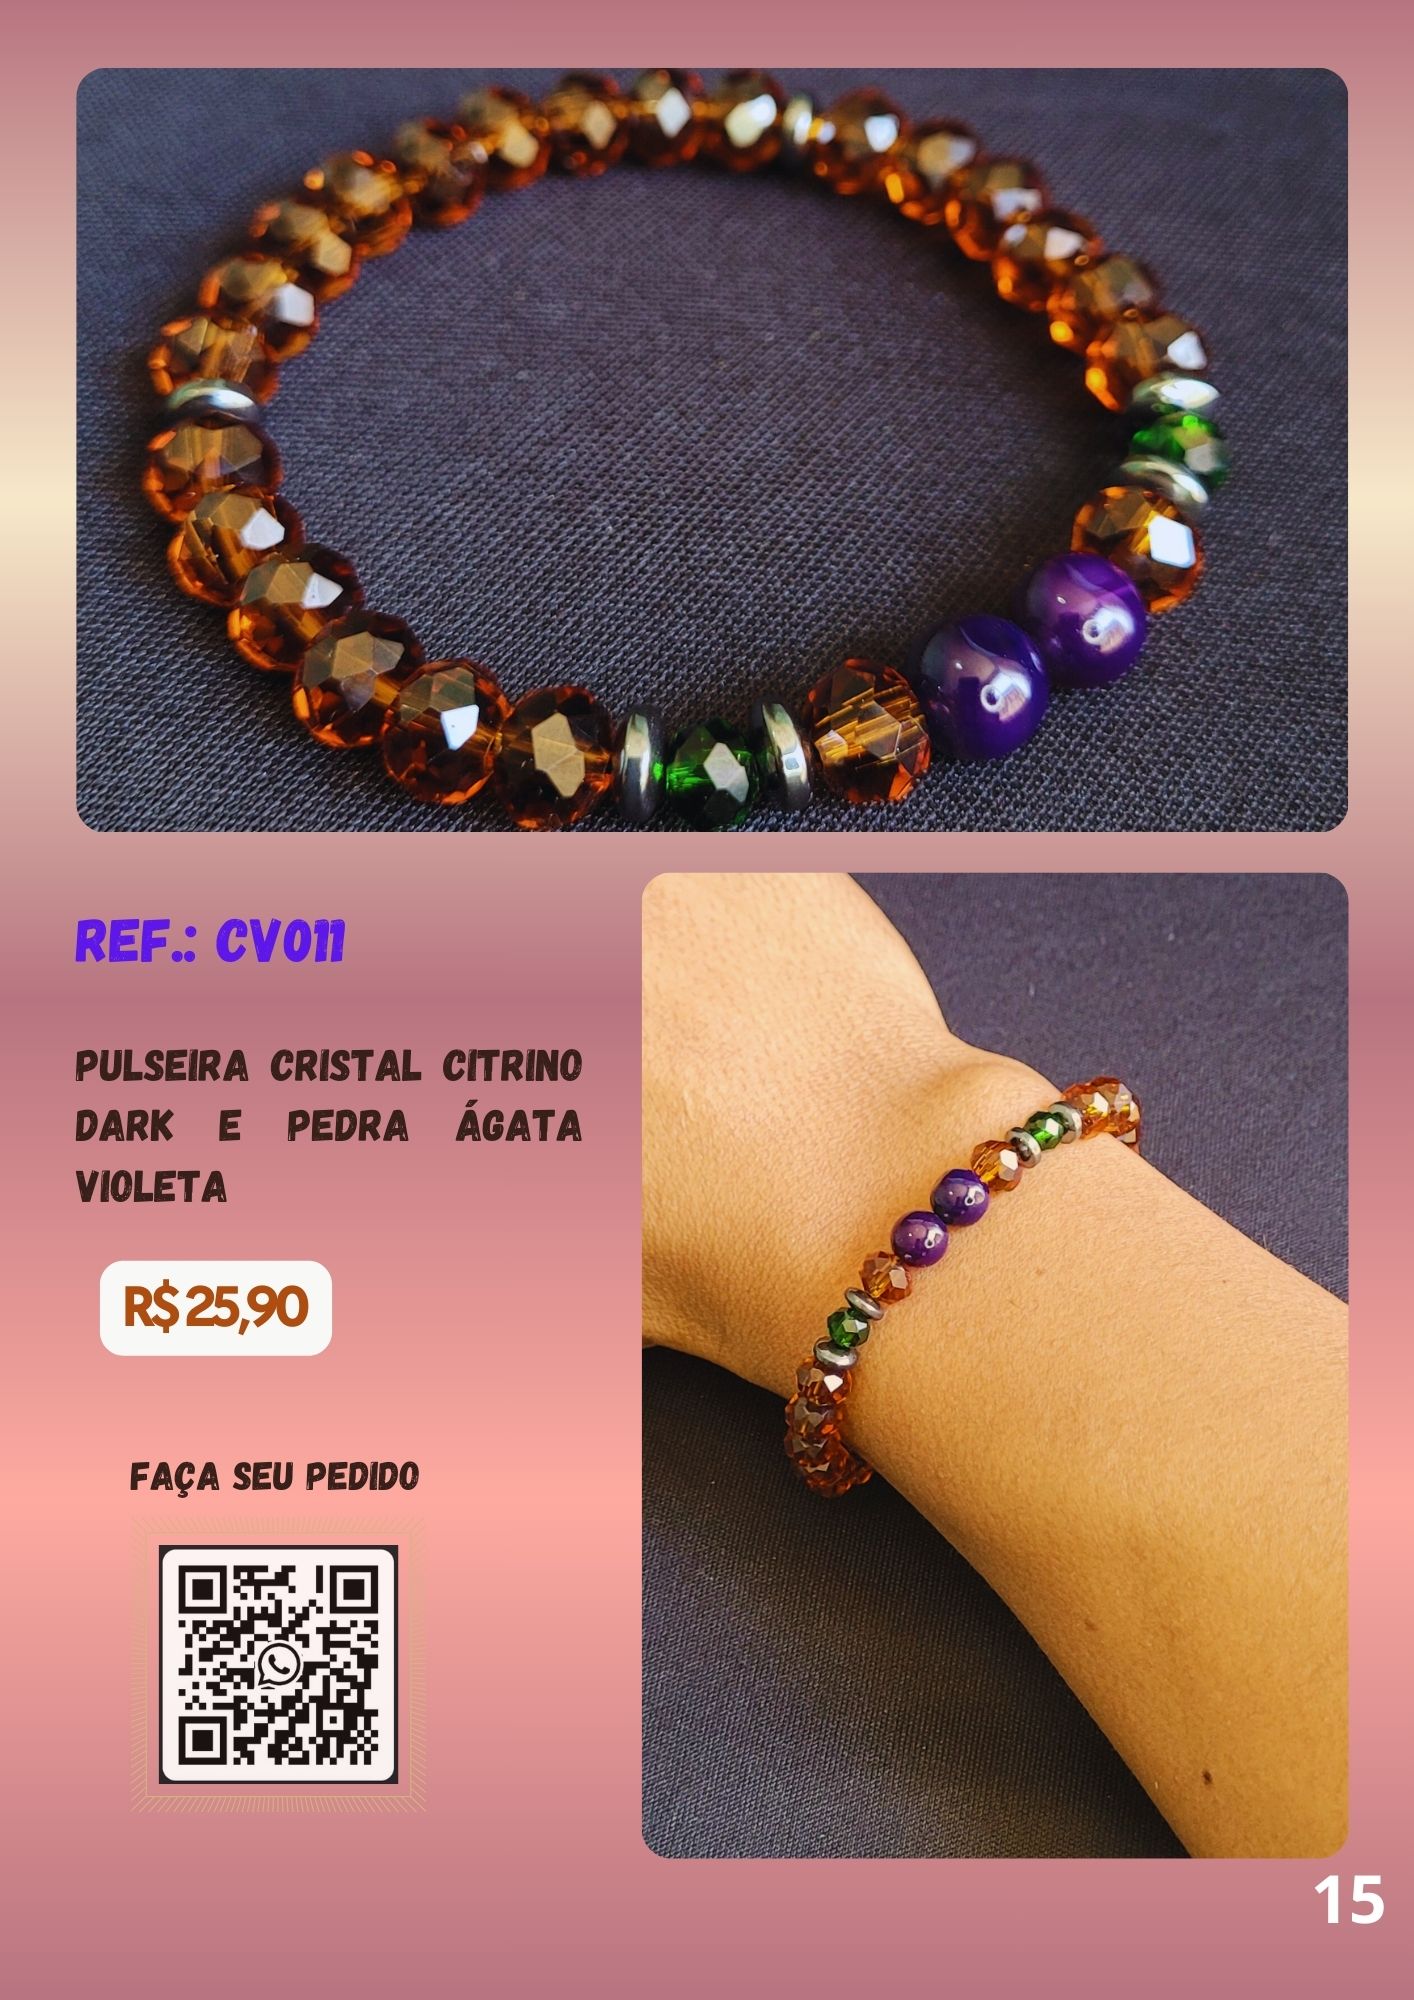 REF.: CV011
PULSEIRA CRISTAL CITRINO
DARK E PEDRA ÁGATA
VIOLETA
R$25,90
FAÇA SEU PEDIDO
15